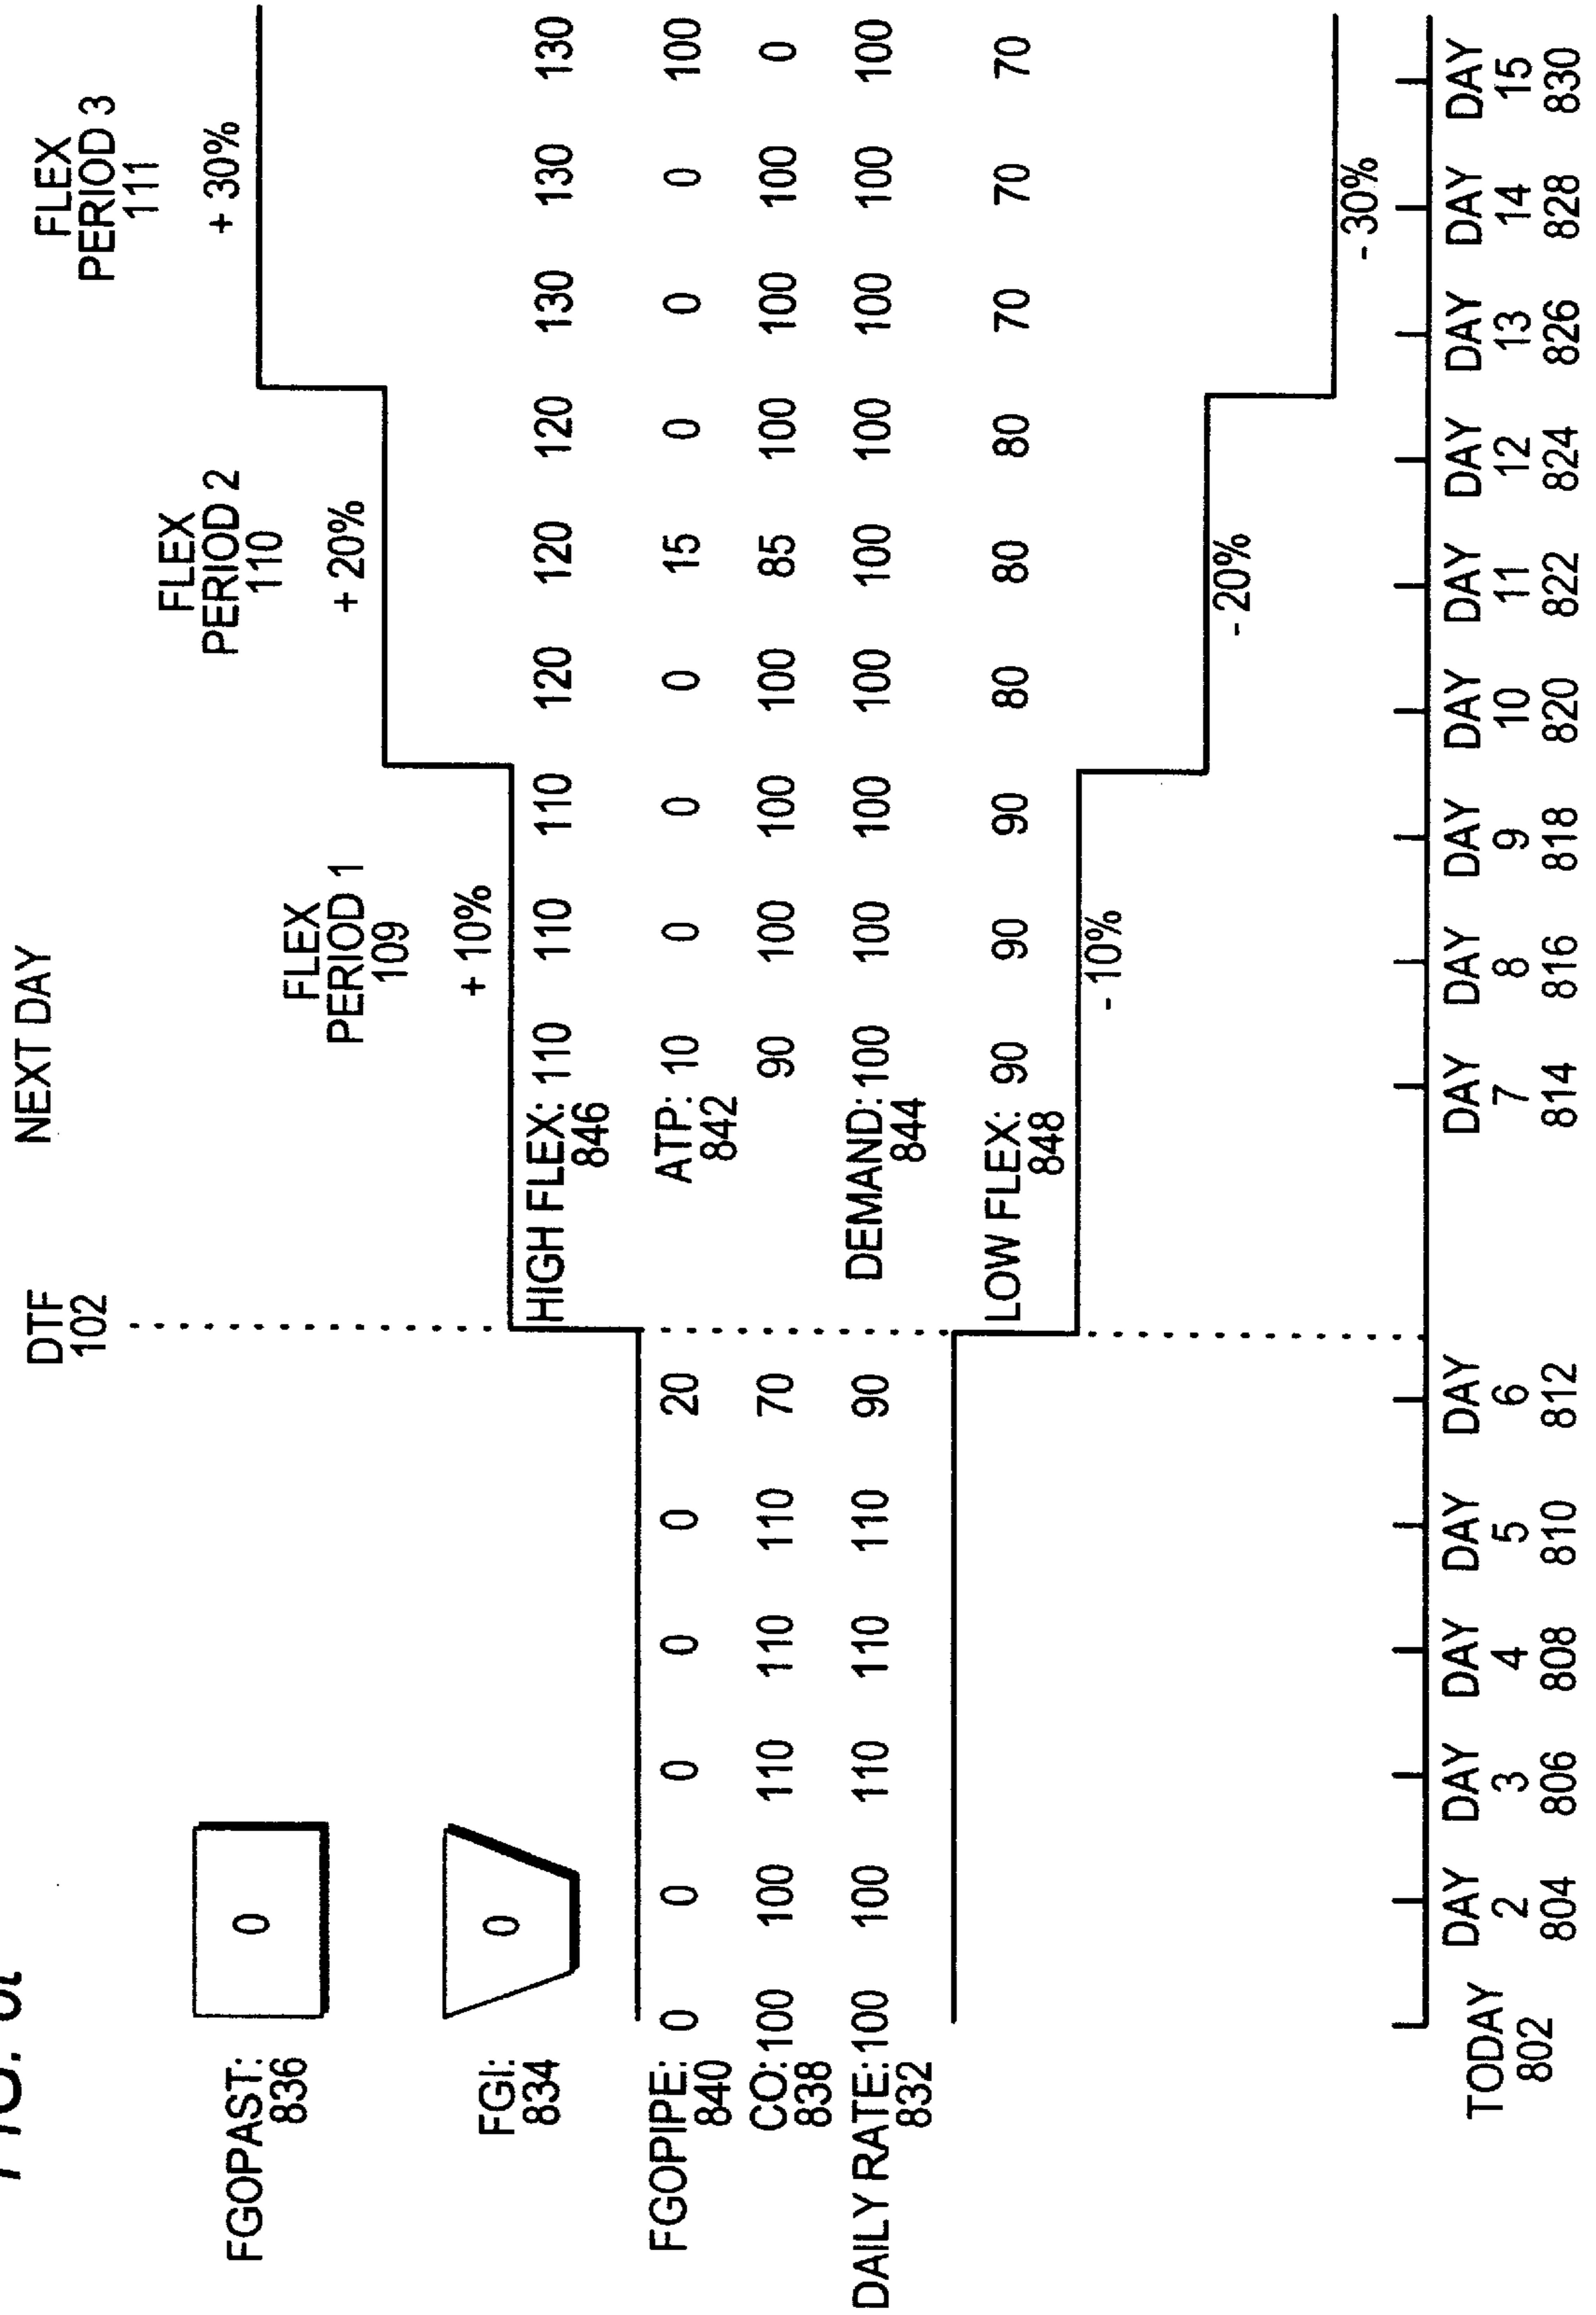 NEXT DAY
DTF
102
FLEX
PERIOD 1
109
+ 10%
FLEX
PERIOD 2
110
+ 20%
FLEX
PERIOD 3
111
+ 30%
FGOPAST:
836
0
FGI:
834
0
HIGH FLEX: 110 110 110 120 120 120 130 130 130
846
FGOPIPE: 0 0 0 0 0 20
840
ATP: 10 0 0 0 15 0 0 0 100
842
CO: 100 100 110 110 110 70 90 100 100 100 85 100 100 100 0
838
DAILY RATE: 100 100 110 110 110 90
832
DEMAND: 100 100 100 100 100 100 100 100 100
844
LOW FLEX: 90 90 90 80 80 80 70 70 70
848
- 10%
- 20%
- 30%
TODAY DAY DAY DAY DAY DAY DAY DAY DAY DAY DAY DAY DAY DAY DAY
2 3 4 5 6 7 8 9 10 11 12 13 14 15
802 804 806 808 810 812 814 816 818 820 822 824 826 828 830